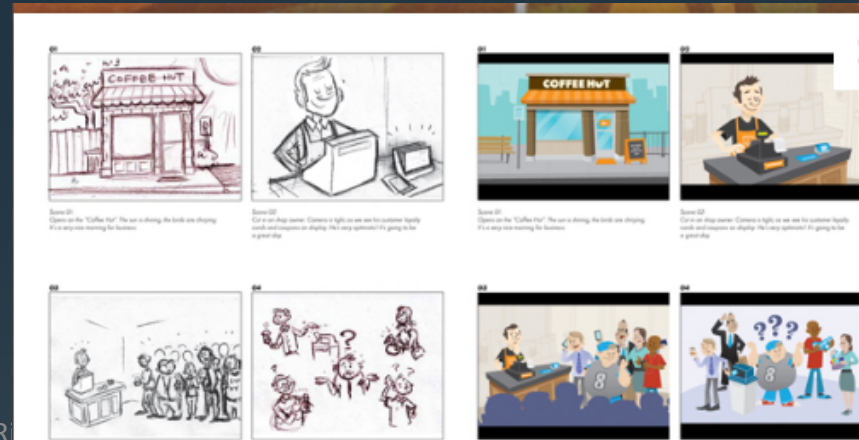 01
02
01
02
COFFEE HUT
COFFEE HUT
Scene 01
Opens on the "Coffee Hut". The sun is shining, the birds are chirping.
It's a very nice morning for business
Scene 02
Cut in on shop owner. Camera is tight, so we see his customer loyalty
cards and coupons on display. He's very optimistic! It's going to be
a great day
Scene 01
Opens on the "Coffee Hut". The sun is shining, the birds are chirping.
It's a very nice morning for business
Scene 02
Cut in on shop owner. Camera is tight, so we see his customer loyalty
cards and coupons on display. He's very optimistic! It's going to be
a great day
03
04
03
04
?
???
8
8